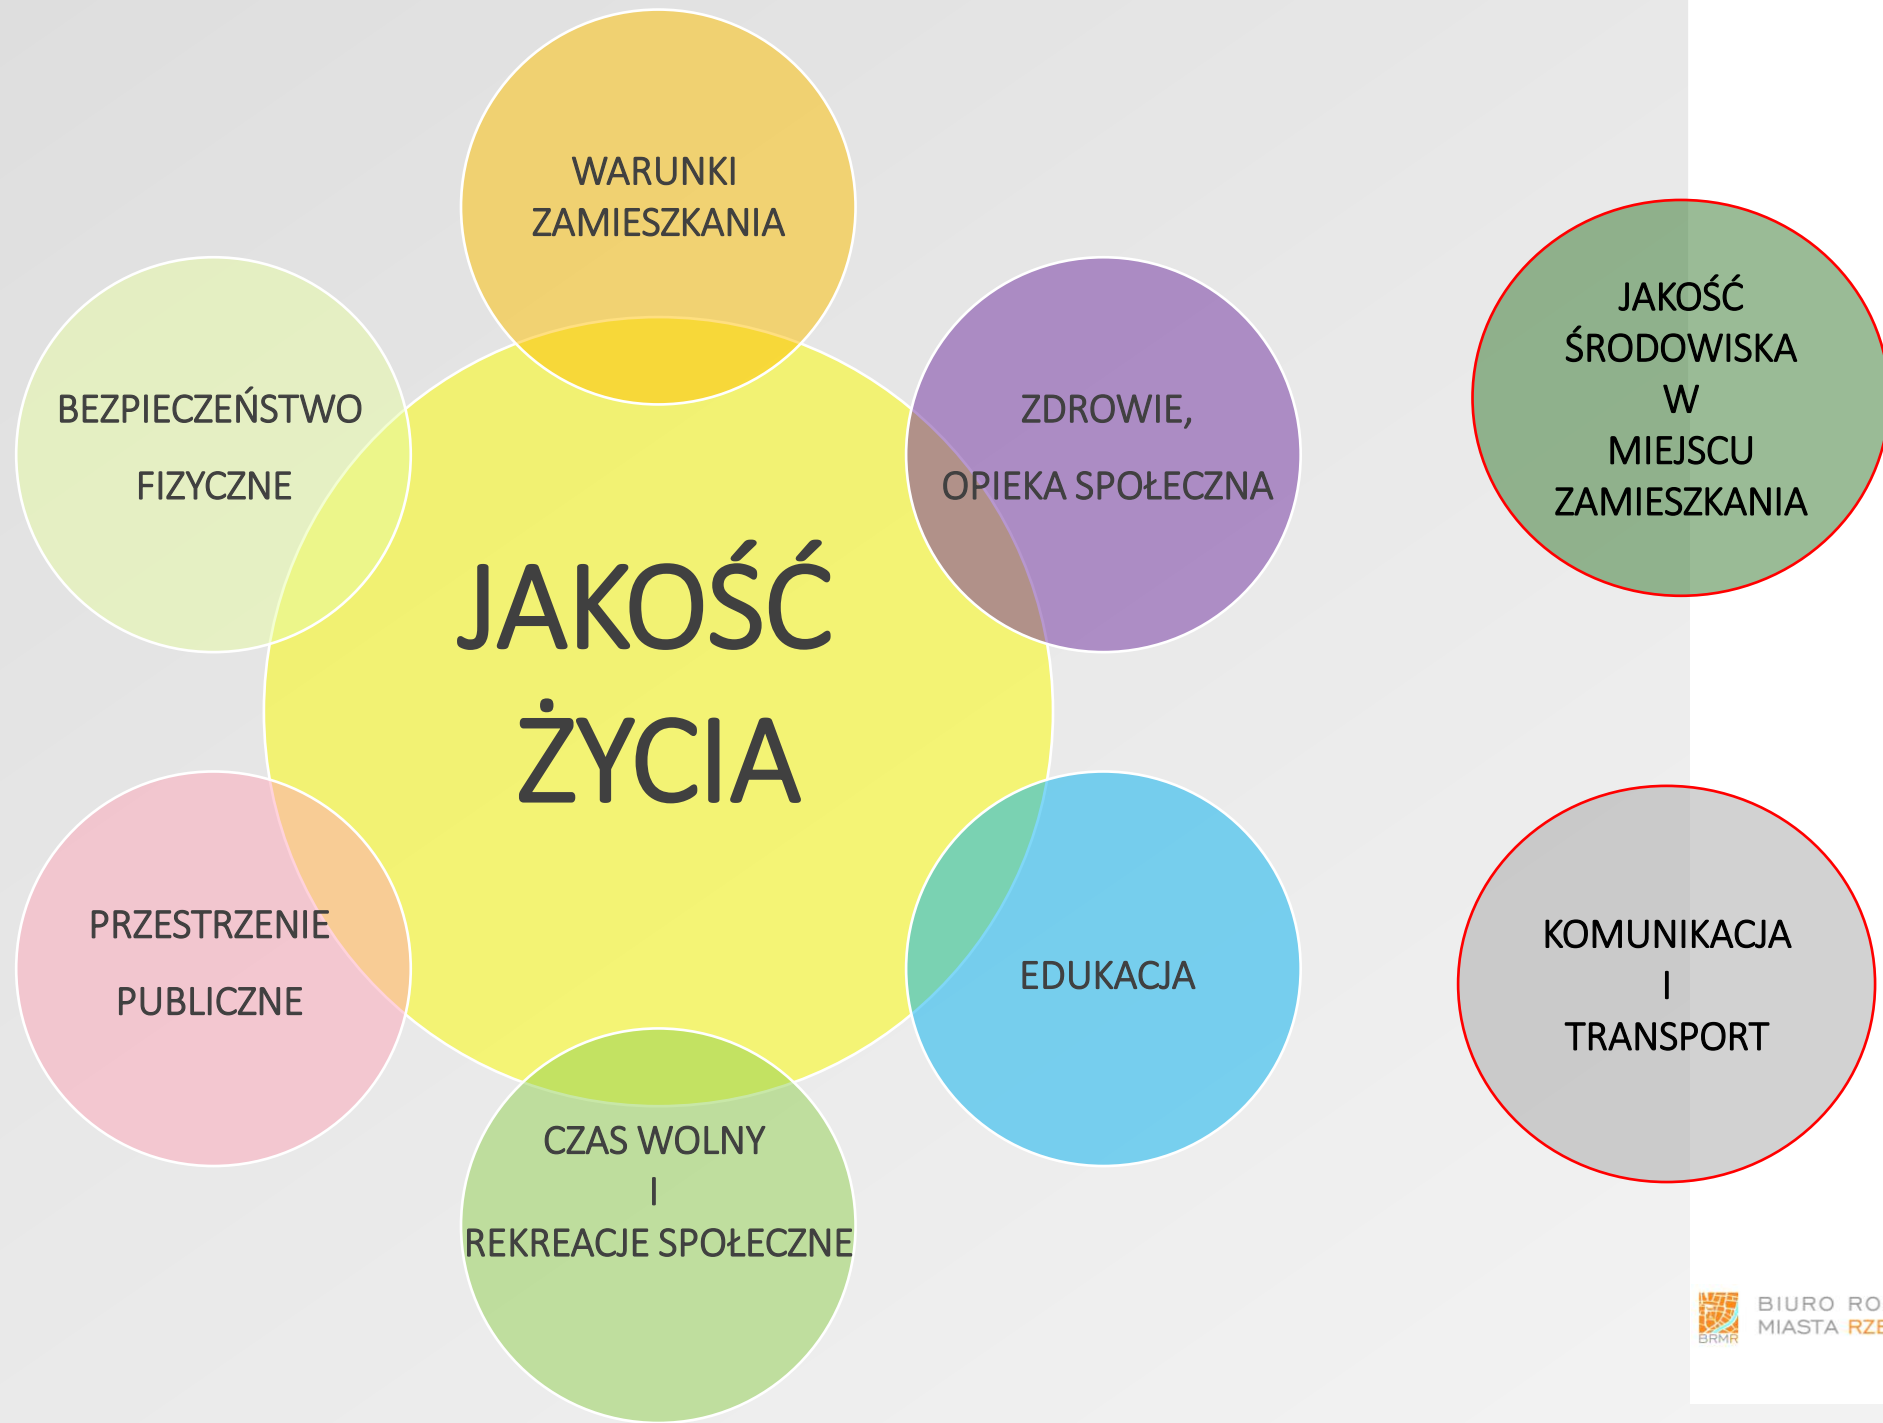 WARUNKI
ZAMIESZKANIA
BEZPIECZEŃSTWO
FIZYCZNE
ZDROWIE,
OPIEKA SPOŁECZNA
JAKOŚĆ
ŻYCIA
PRZESTRZENIE
PUBLICZNE
EDUKACJA
CZAS WOLNY
I
REKREACJE SPOŁECZNE
JAKOŚĆ
ŚRODOWISKA
W
MIEJSCU
ZAMIESZKANIA
KOMUNIKACJA
I
TRANSPORT
BRMR
BIURO RO
MIASTA RZE